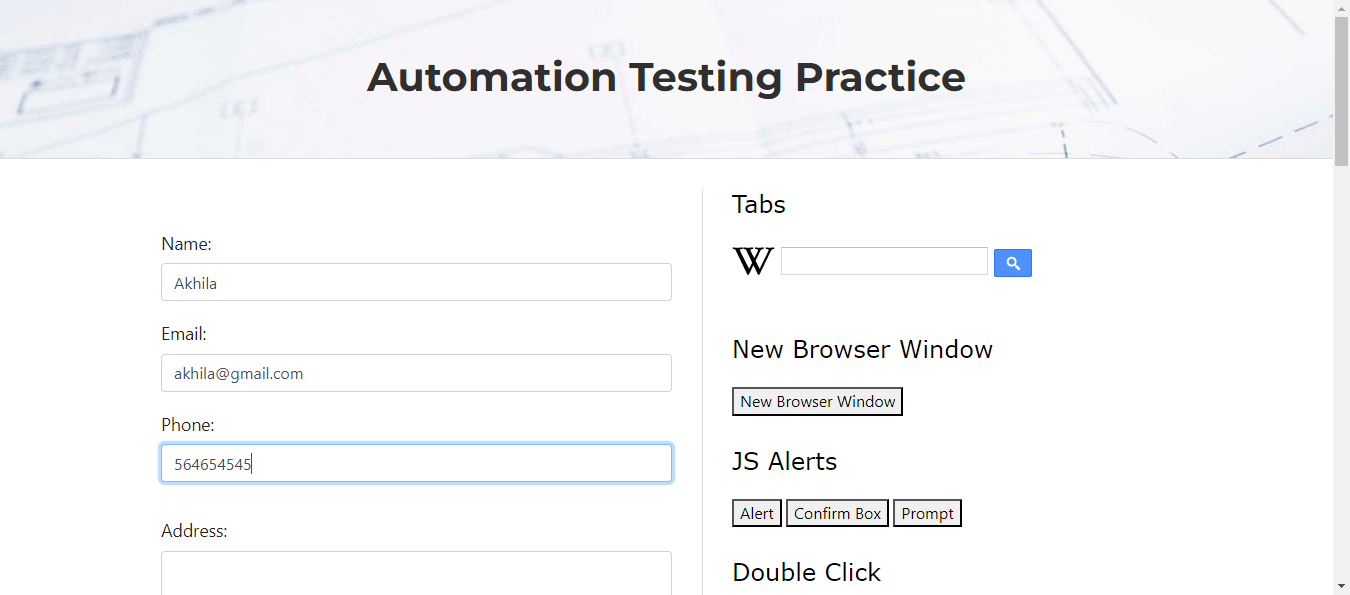 Automation Testing Practice
Name:
Akhila
Email:
akhila@gmail.com
Phone:
564654545
Address:
Tabs
W
New Browser Window
New Browser Window
JS Alerts
Alert Confirm Box Prompt
Double Click